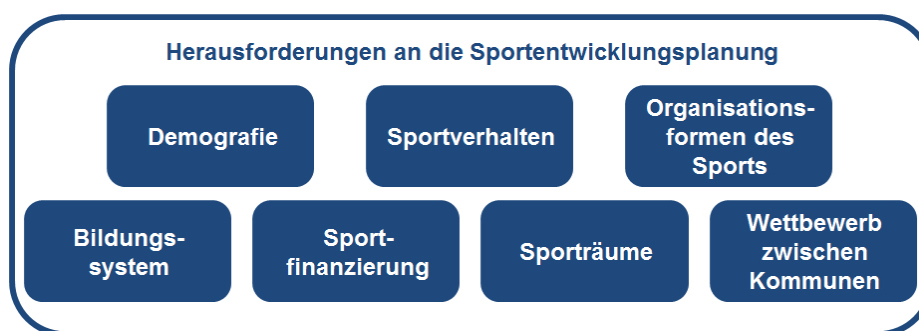 Herausforderungen an die Sportentwicklungsplanung
Demografie
Sportverhalten
Organisations-
formen des
Sports
Bildungs-
system
Sport-
finanzierung
Sporträume
Wettbewerb
zwischen
Kommunen